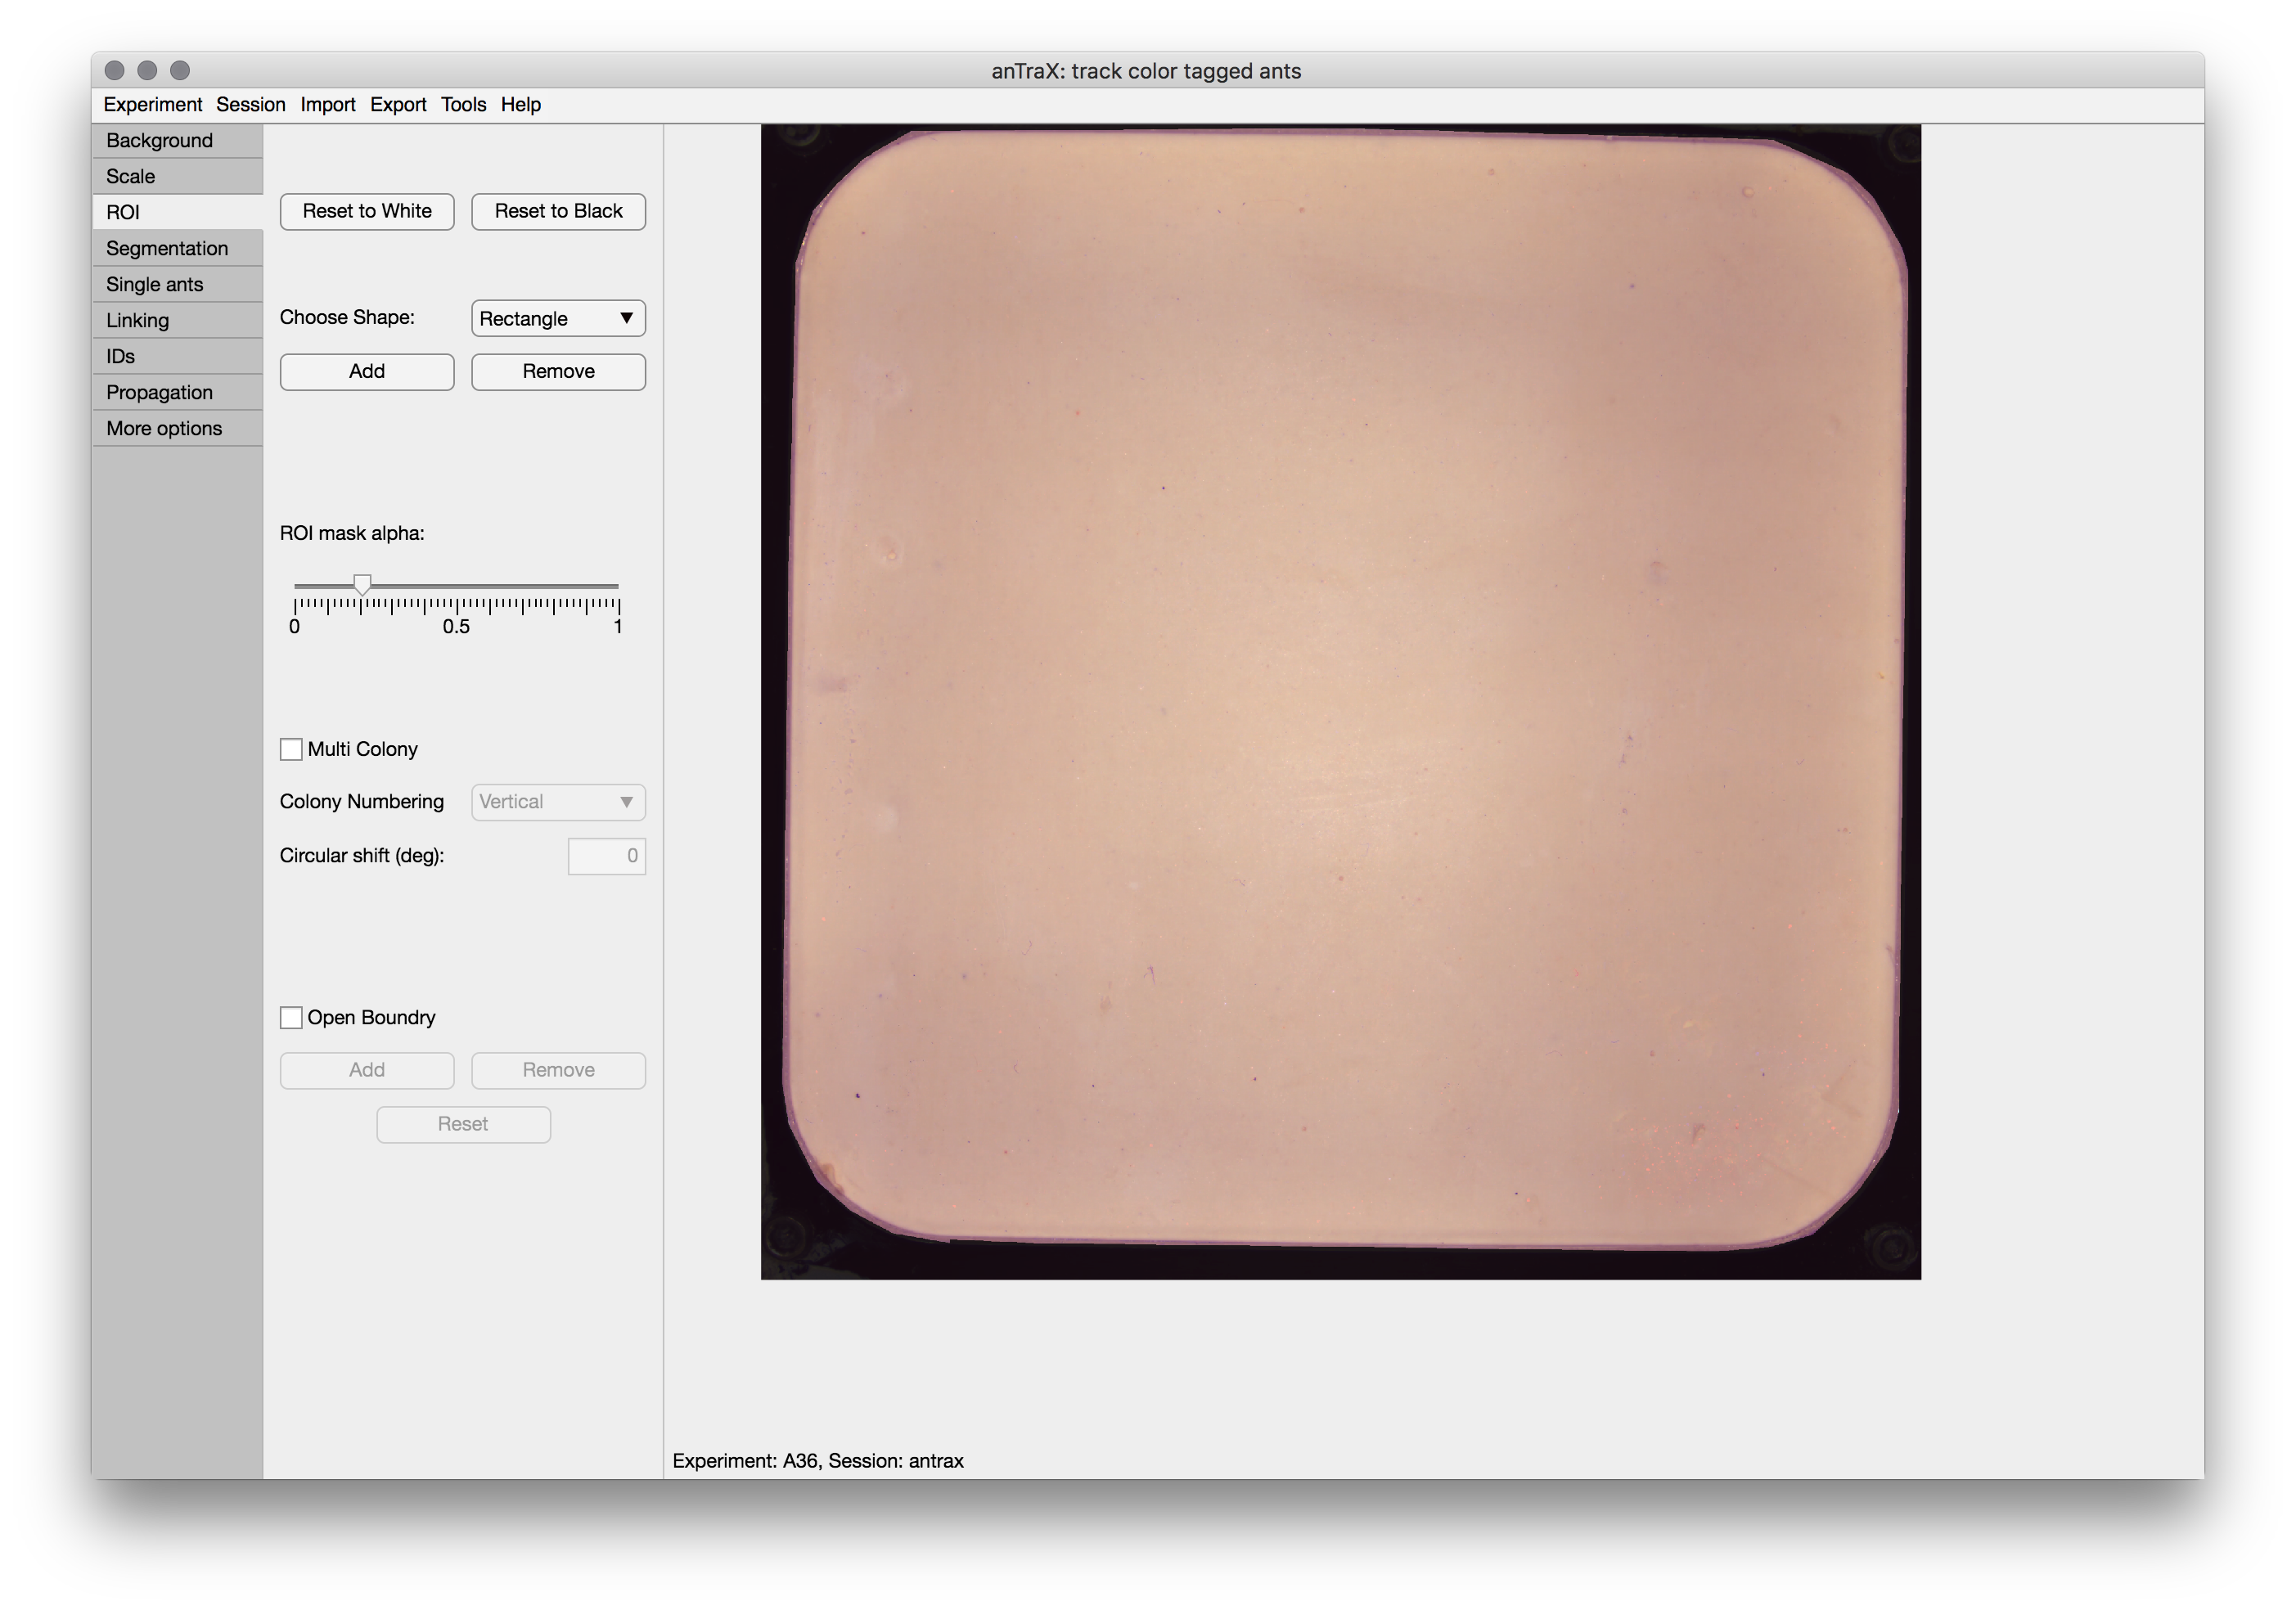 anTraX: track color tagged ants
Experiment Session Import Export Tools Help
Background
Scale
ROI
Segmentation
Single ants
Linking
IDs
Propagation
More options
Reset to White Reset to Black
Choose Shape: Rectangle
Add Remove
ROI mask alpha:
0 0.5 1
Multi Colony
Colony Numbering Vertical
Circular shift (deg): 0
Open Boundry
Add Remove
Reset
Experiment: A36, Session: antrax